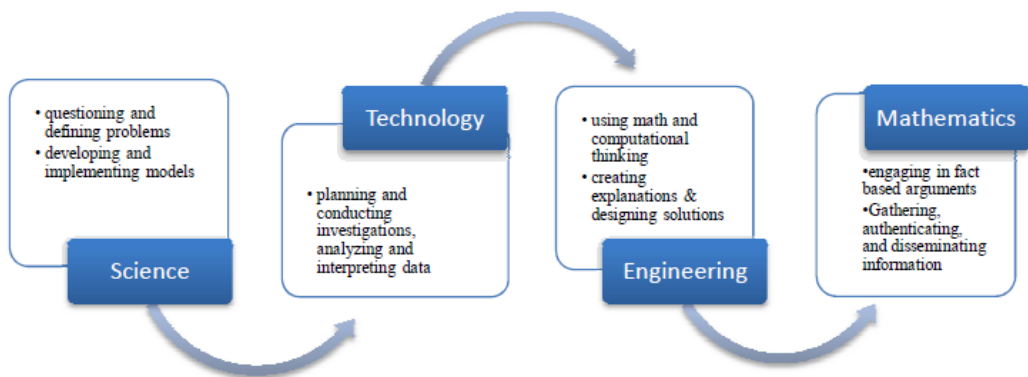 • questioning and
defining problems
• developing and
implementing models
Science
Technology
• planning and
conducting
investigations,
analyzing and
interpreting data
• using math and
computational
thinking
• creating
explanations &
designing solutions
Engineering
Mathematics
•engaging in fact
based arguments
•Gathering,
authenticating,
and disseminating
information